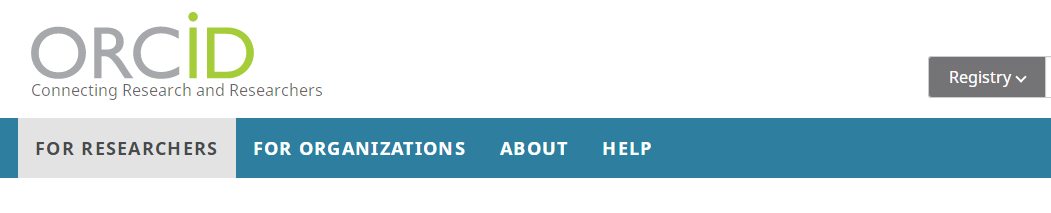 ORCiD
Connecting Research and Researchers
Registry
FOR RESEARCHERS FOR ORGANIZATIONS ABOUT HELP